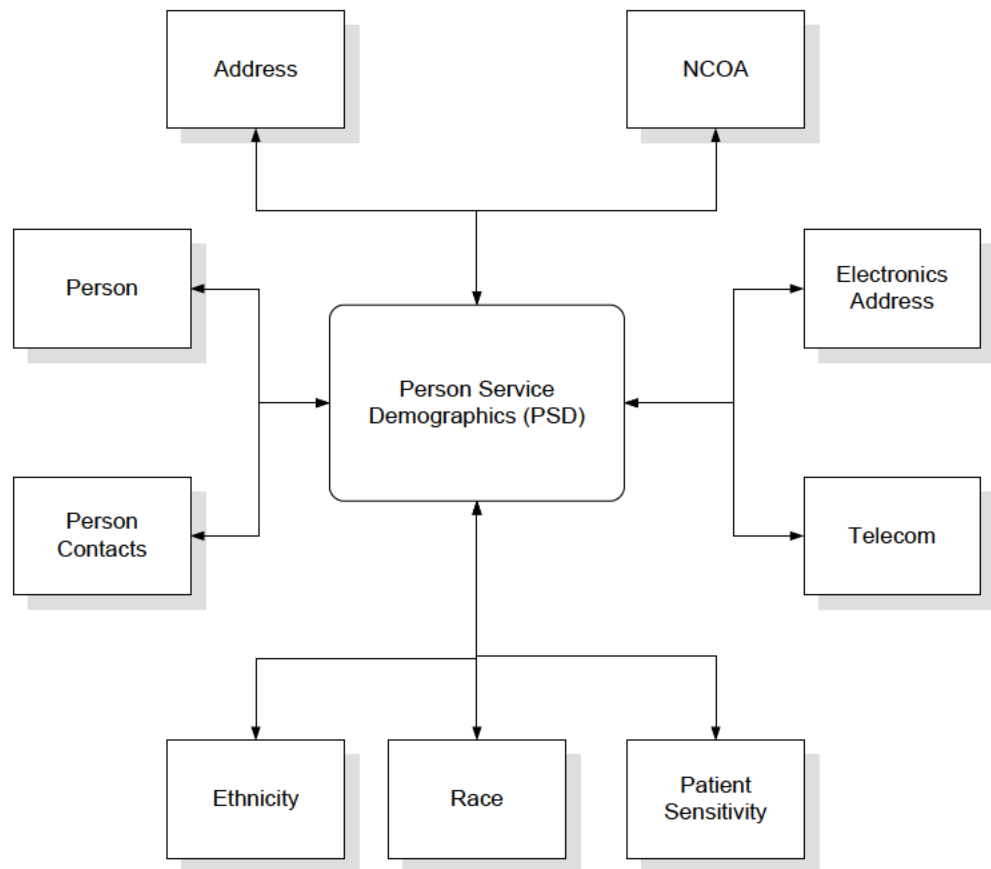 Address
NCOA
Person
Electronics
Address
Person Service
Demographics (PSD)
Person
Contacts
Telecom
Ethnicity
Race
Patient
Sensitivity